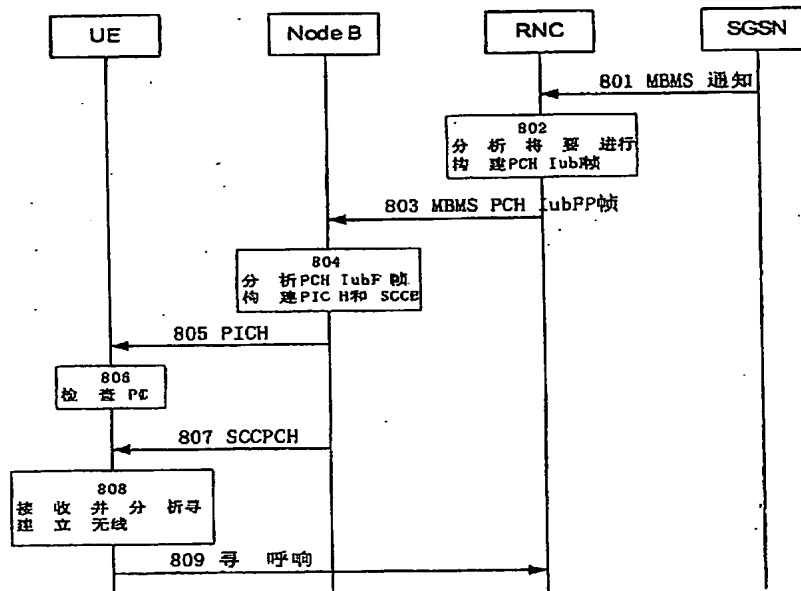 UE
Node B
RNC
SGSN
801 MBMS 通知
802
分析将要进行
构建PCH Iub帧
803 MBMS PCH IubFP帧
804
分析PCH IubF 帧
构建PICH和 SCCE
805 PICH
806
检查 PC
807 SCCPCH
808
接收并分析寻
建立无线
809 寻呼响